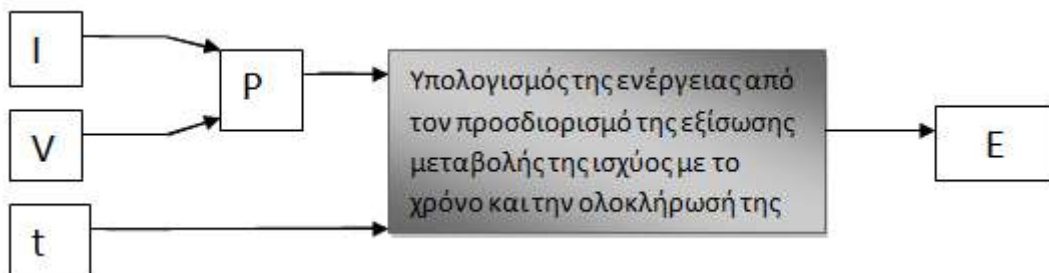 I
V
P
t
Υπολογισμός της ενέργειας από
τον προσδιορισμό της εξίσωσης
μεταβολής της ισχύος με το
χρόνο και την ολοκλήρωσή της
E